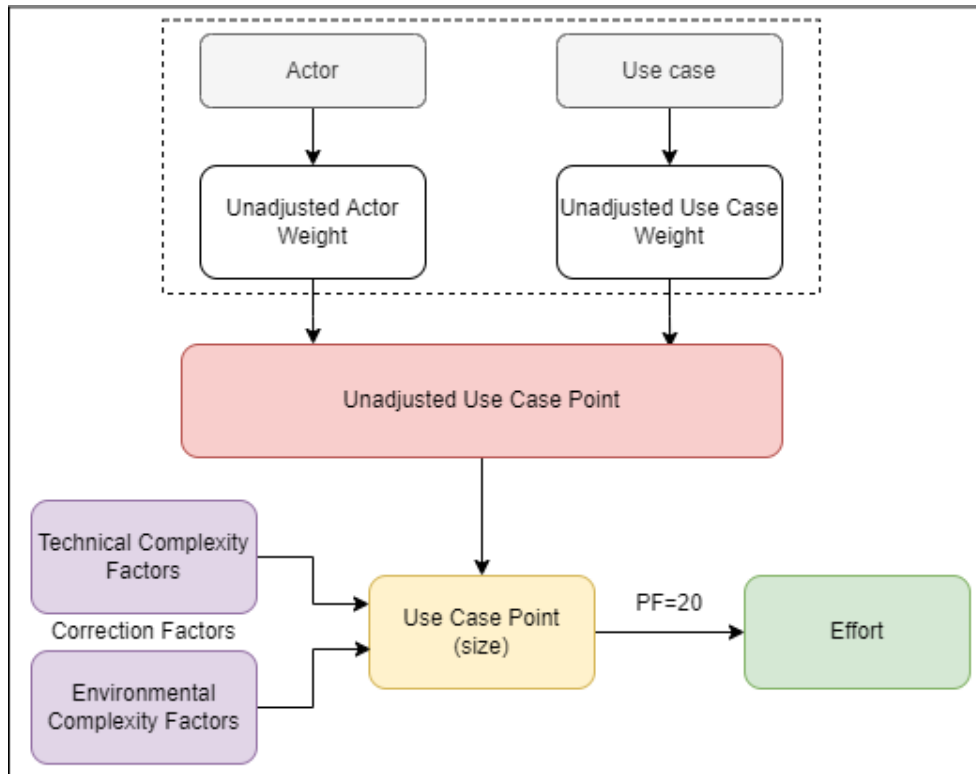 Actor
Use case
Unadjusted Actor
Weight
Unadjusted Use Case
Weight
Unadjusted Use Case Point
Technical Complexity
Factors
Correction Factors
Environmental
Complexity Factors
Use Case Point
(size)
PF=20
Effort